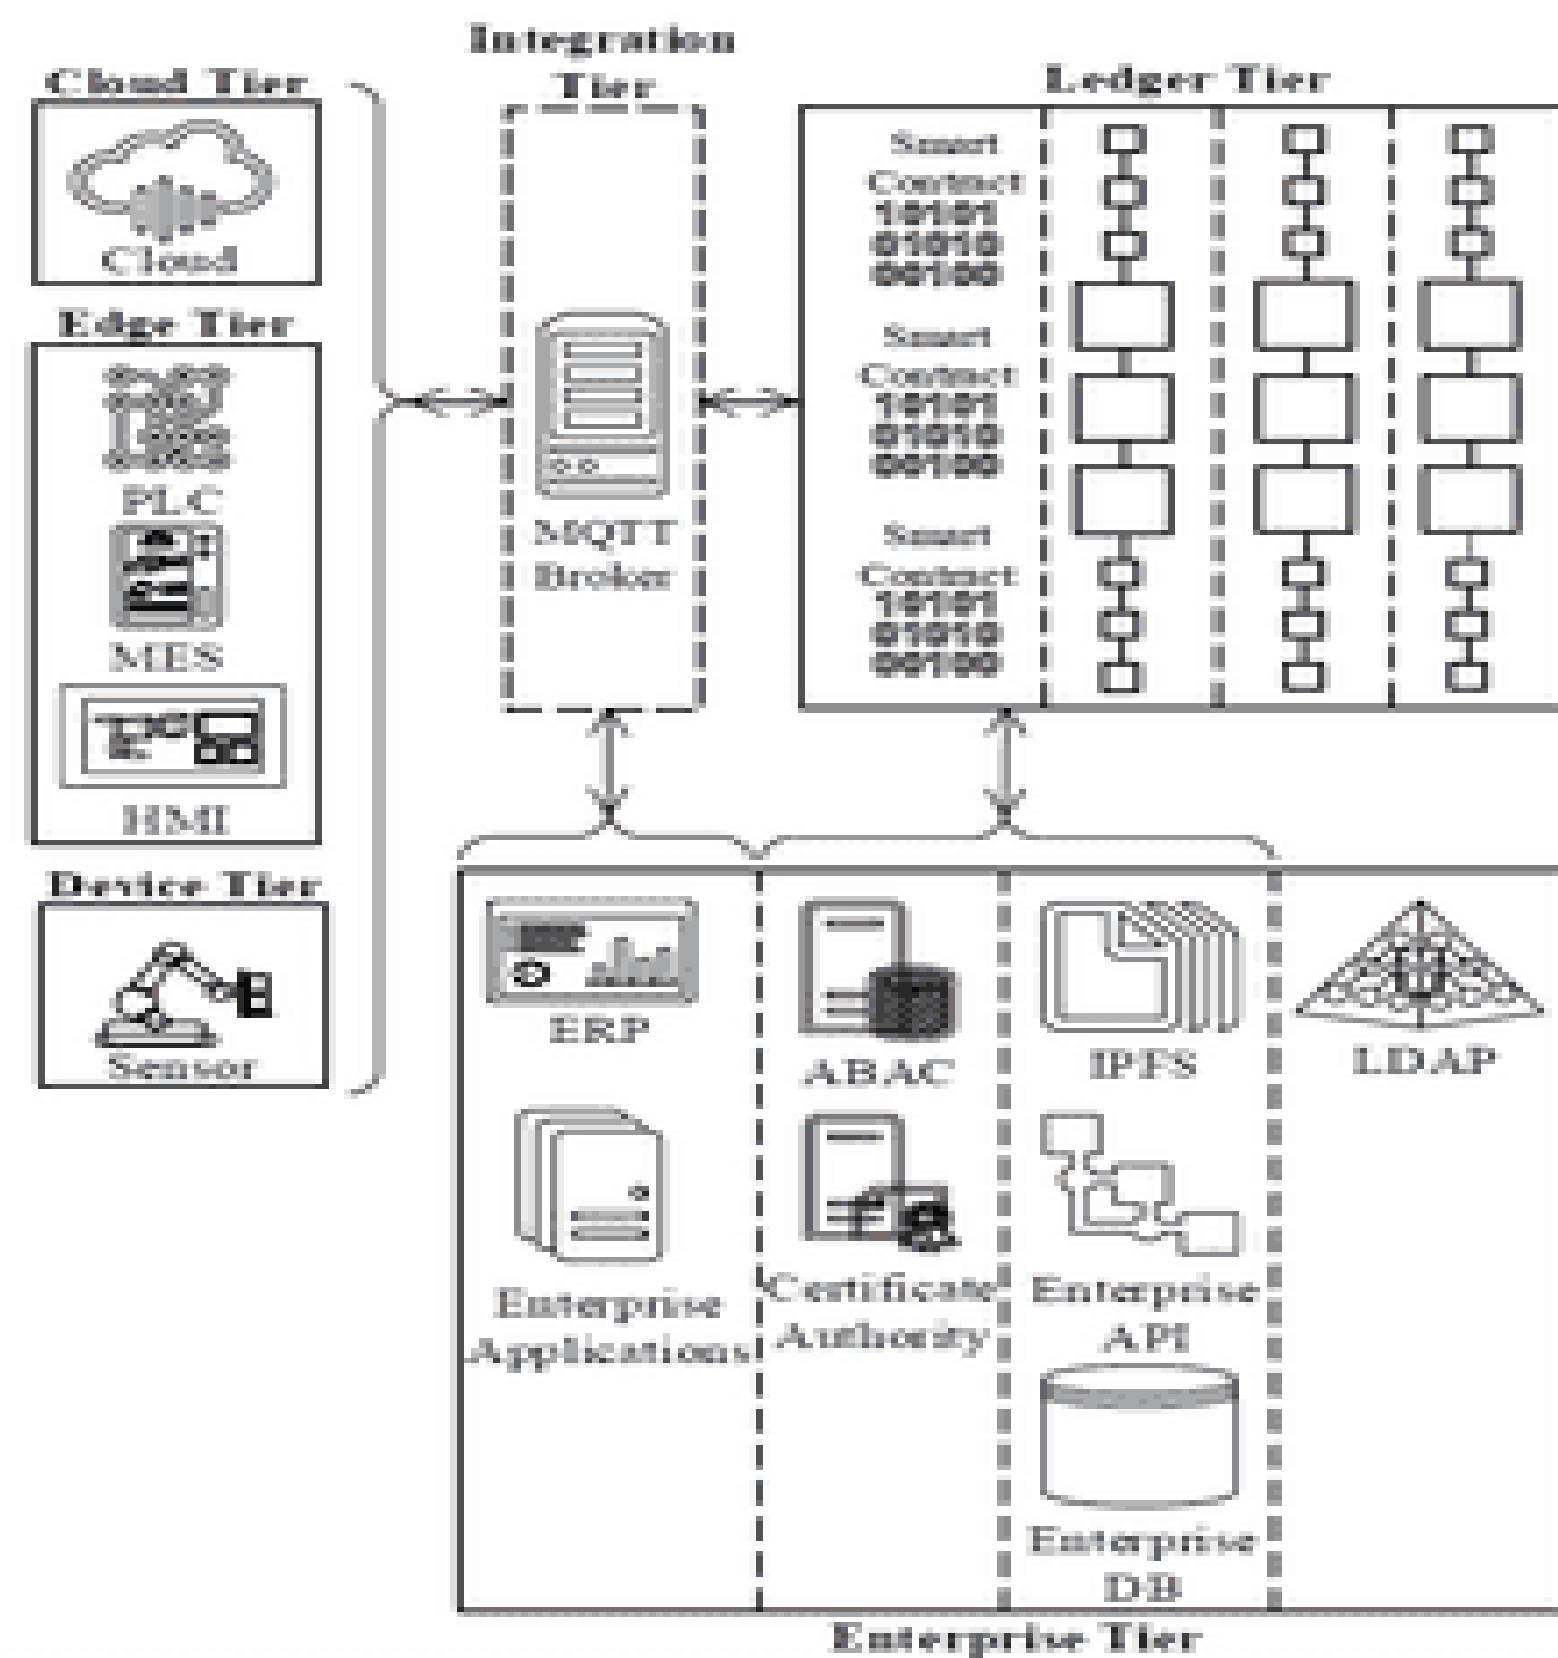 Cloud Tier
Cloud
Edge Tier
PLC
MES
HMI
Device Tier
Sensor
Integration
Tier
MQTT
Broker
Ledger Tier
Smart
Contract
10101
01010
00100
Smart
Contract
10101
01010
00100
Smart
Contract
10101
01010
00100
ERP
Enterprise
Applications
ABAC
Certificate
Authority
IPFS
Enterprise
API
Enterprise
DB
LDAP
Enterprise Tier